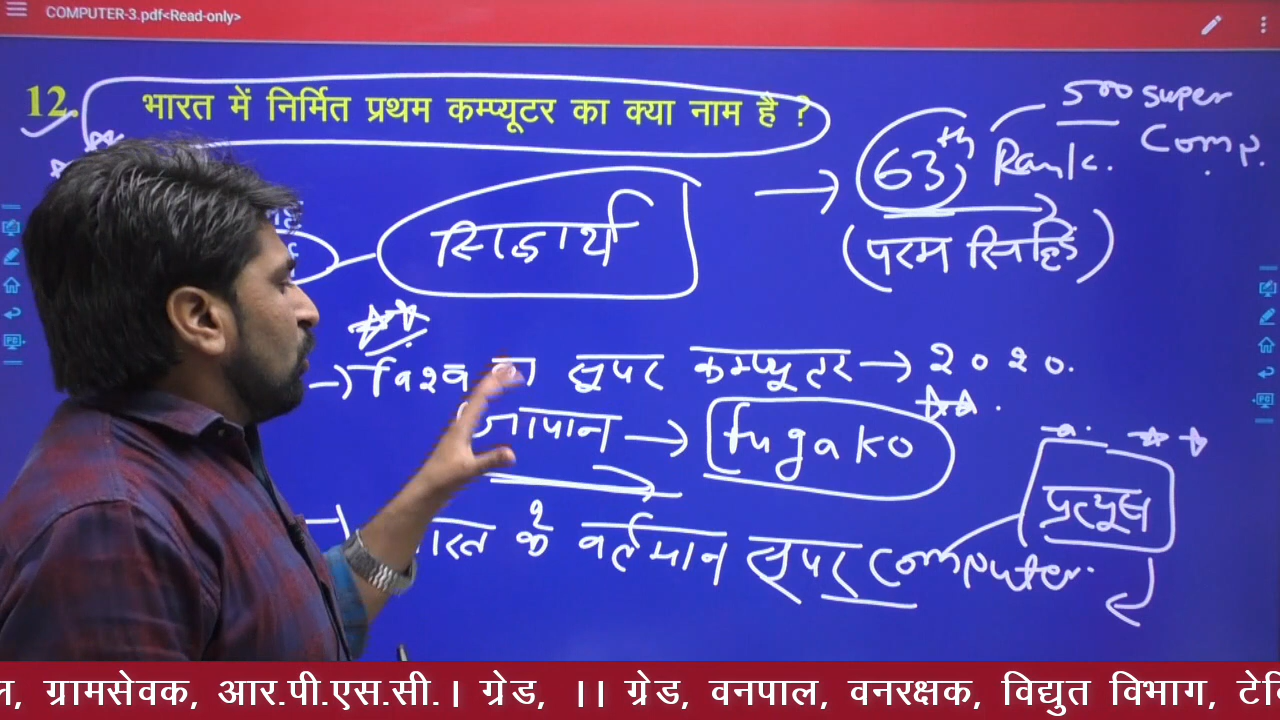 COMPUTER-3.pdf<Read-only>
12. भारत में निर्मित प्रथम कम्प्यूटर का क्या नाम है ?
500 super
Comp.
63th Rank.
(परम सिद्धि)
सिद्धार्थ
विश्व का सुपर कम्प्यूटर → २०२०.
जापान → fugako
प्रत्यूष
भारत के वर्तमान सूपर computer.
ग्रामसेवक, आर.पी.एस.सी.। ग्रेड, ।। ग्रेड, वनपाल, वनरक्षक, विद्युत विभाग,